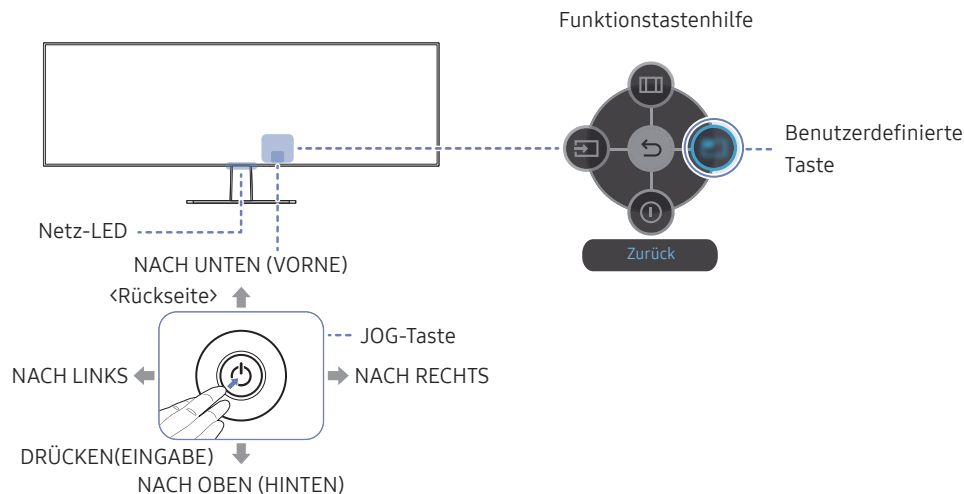 Funktionstastenhilfe
Benutzerdefinierte
Taste
Zurück
Netz-LED
NACH UNTEN (VORNE)
<Rückseite>
JOG-Taste
NACH LINKS
NACH RECHTS
DRÜCKEN(EINGABE)
NACH OBEN (HINTEN)